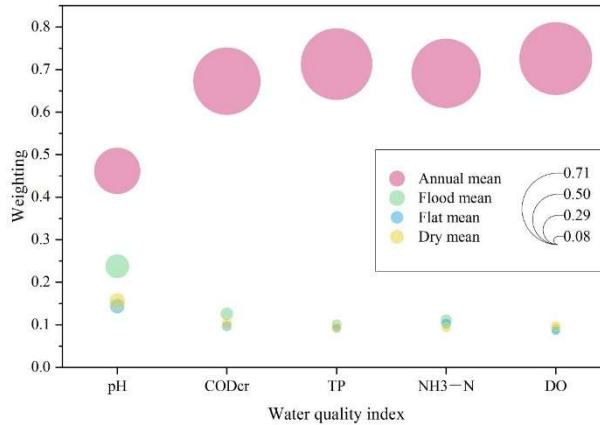 0.8
0.7
0.6
0.5
0.4
0.3
0.2
0.1
0.0
Weighting
pH CODcr TP NH3－N DO
Water quality index
Annual mean
Flood mean
Flat mean
Dry mean
0.71
0.50
0.29
0.08